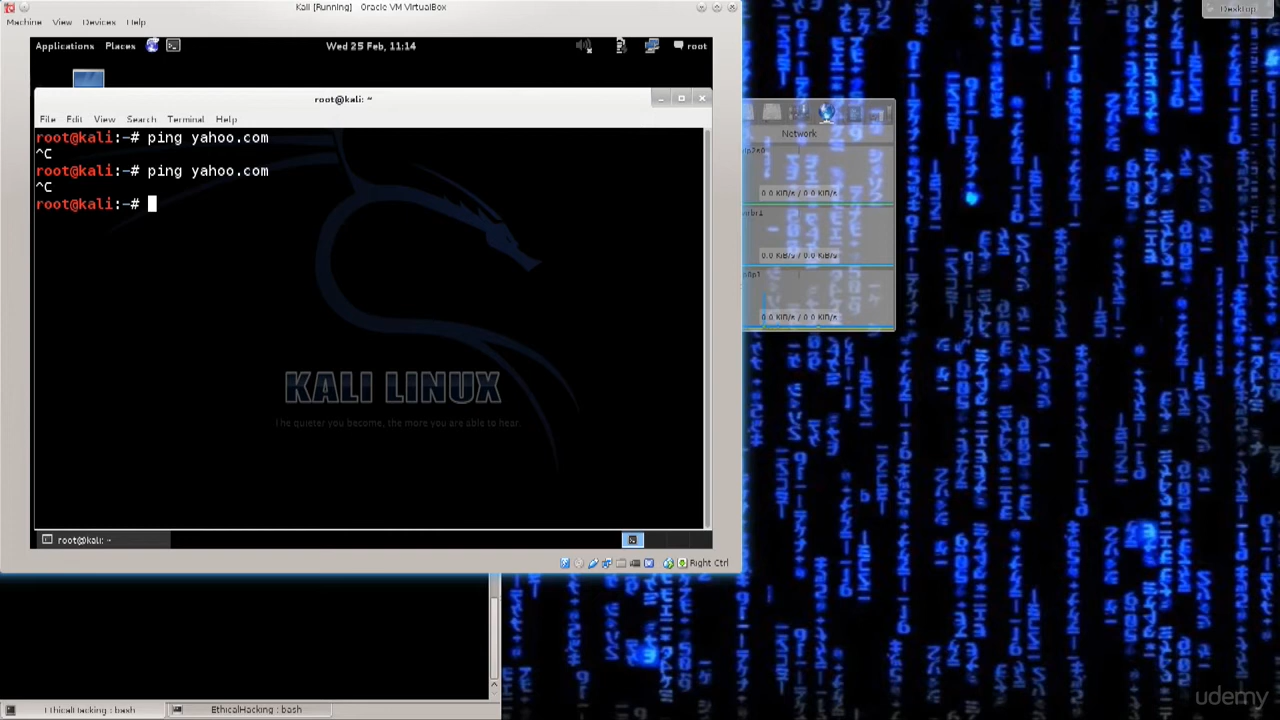 Kali [Running] - Oracle VM VirtualBox
Desktop
Machine View Devices Help
Applications Places
Wed 25 Feb, 11:14
root
root@kali: ~
File Edit View Search Terminal Help
root@kali:~# ping yahoo.com
^C
root@kali:~# ping yahoo.com
^C
root@kali:~#
Network
0.0 KiB/s / 0.0 KiB/s
0.0 KiB/s / 0.0 KiB/s
0.0 KiB/s / 0.0 KiB/s
KALI LINUX
The quieter you become, the more you are able to hear.
root@kali: ~
Right Ctrl
EthicalHacking : bash
EthicalHacking : bash
udemy